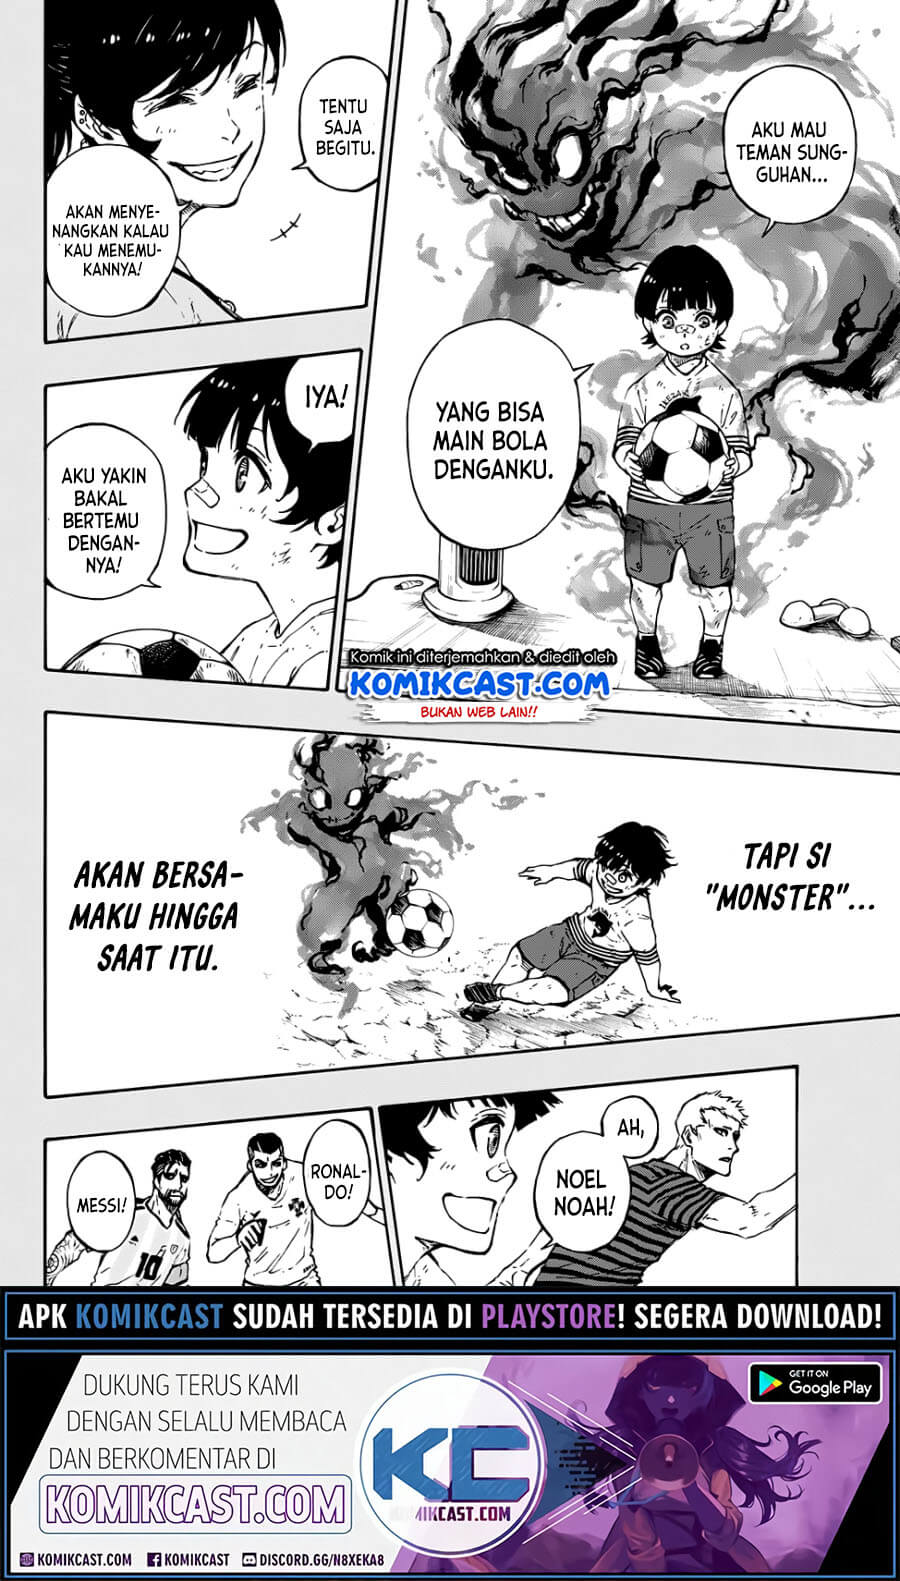 AKU MAU
TEMAN SUNG-
GUHAN...
YANG BISA
MAIN BOLA
DENGANKU.
TENTU
SAJA
BEGITU.
AKAN MENYE-
NANGKAN KALAU
KAU MENEMU-
KANNYA!
IYA!
AKU YAKIN
BAKAL
BERTEMU
DENGAN-
NYA!
Komik ini diterjemahkan & diedit oleh
KOMIKCAST.COM
BUKAN WEB LAIN!!
TAPI SI
"MONSTER"...
AKAN BERSA-
MAKU HINGGA
SAAT ITU.
AH,
NOEL
NOAH!
RONAL-
DO!
MESSI!
10
APK KOMIKCAST SUDAH TERSEDIA DI PLAYSTORE! SEGERA DOWNLOAD!
DUKUNG TERUS KAMI
DENGAN SELALU MEMBACA
DAN BERKOMENTAR DI
KOMIKCAST.COM
KOMIKCAST.COM KOMIKCAST DISCORD.GG/N8XEKA8
KC
KOMIKCAST.COM
GET IT ON
Google Play